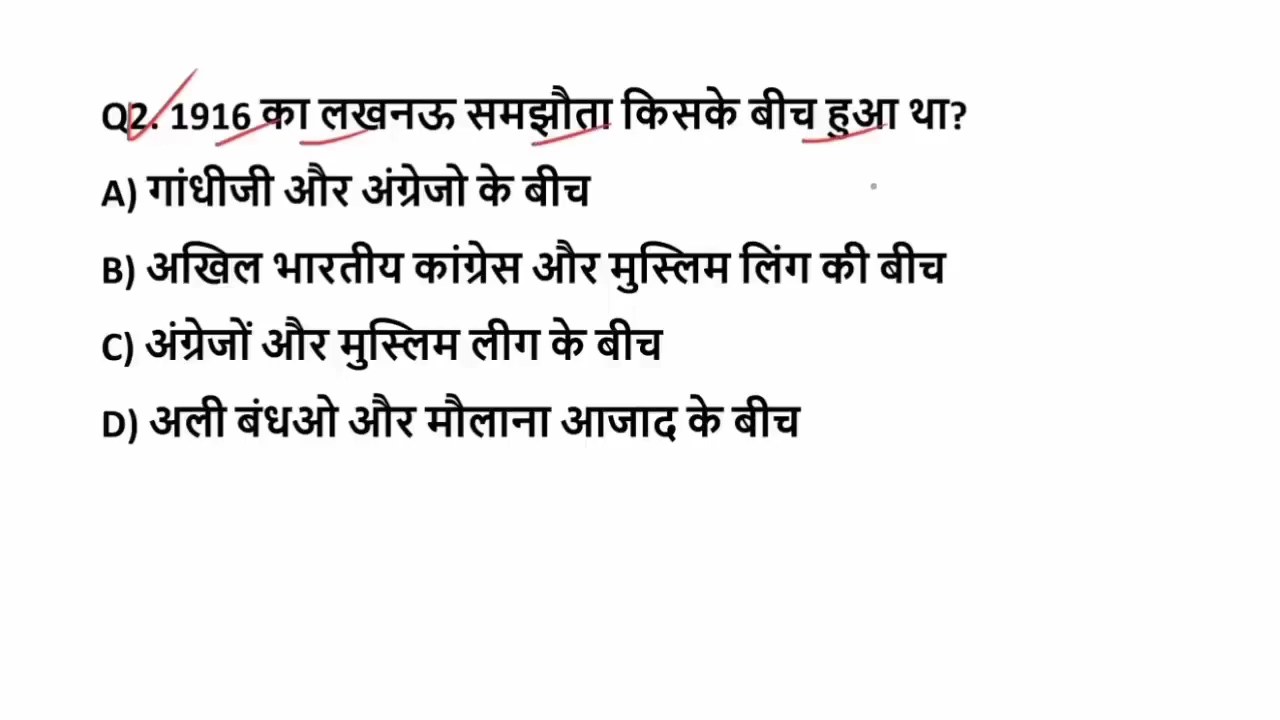 Q2. 1916 का लखनऊ समझौता किसके बीच हुआ था?
A) गांधीजी और अंग्रेजो के बीच
B) अखिल भारतीय कांग्रेस और मुस्लिम लिंग की बीच
C) अंग्रेजों और मुस्लिम लीग के बीच
D) अली बंधओ और मौलाना आजाद के बीच